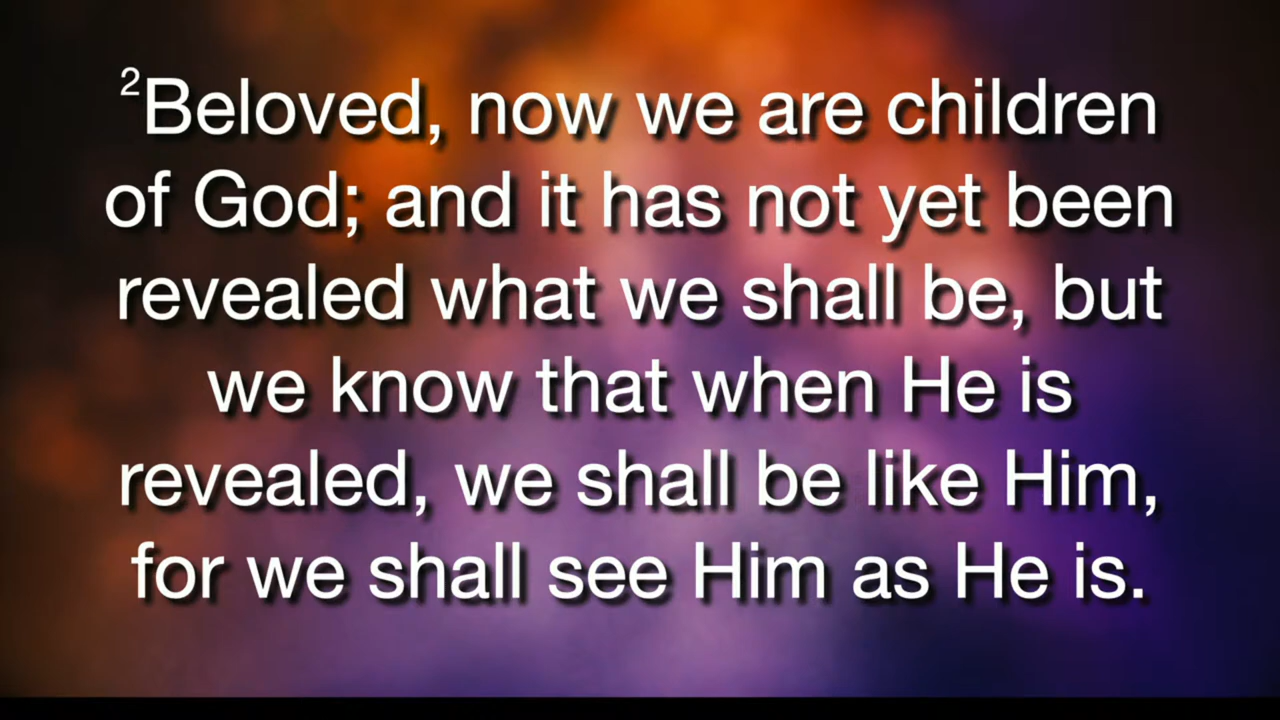 ²Beloved, now we are children
of God; and it has not yet been
revealed what we shall be, but
we know that when He is
revealed, we shall be like Him,
for we shall see Him as He is.